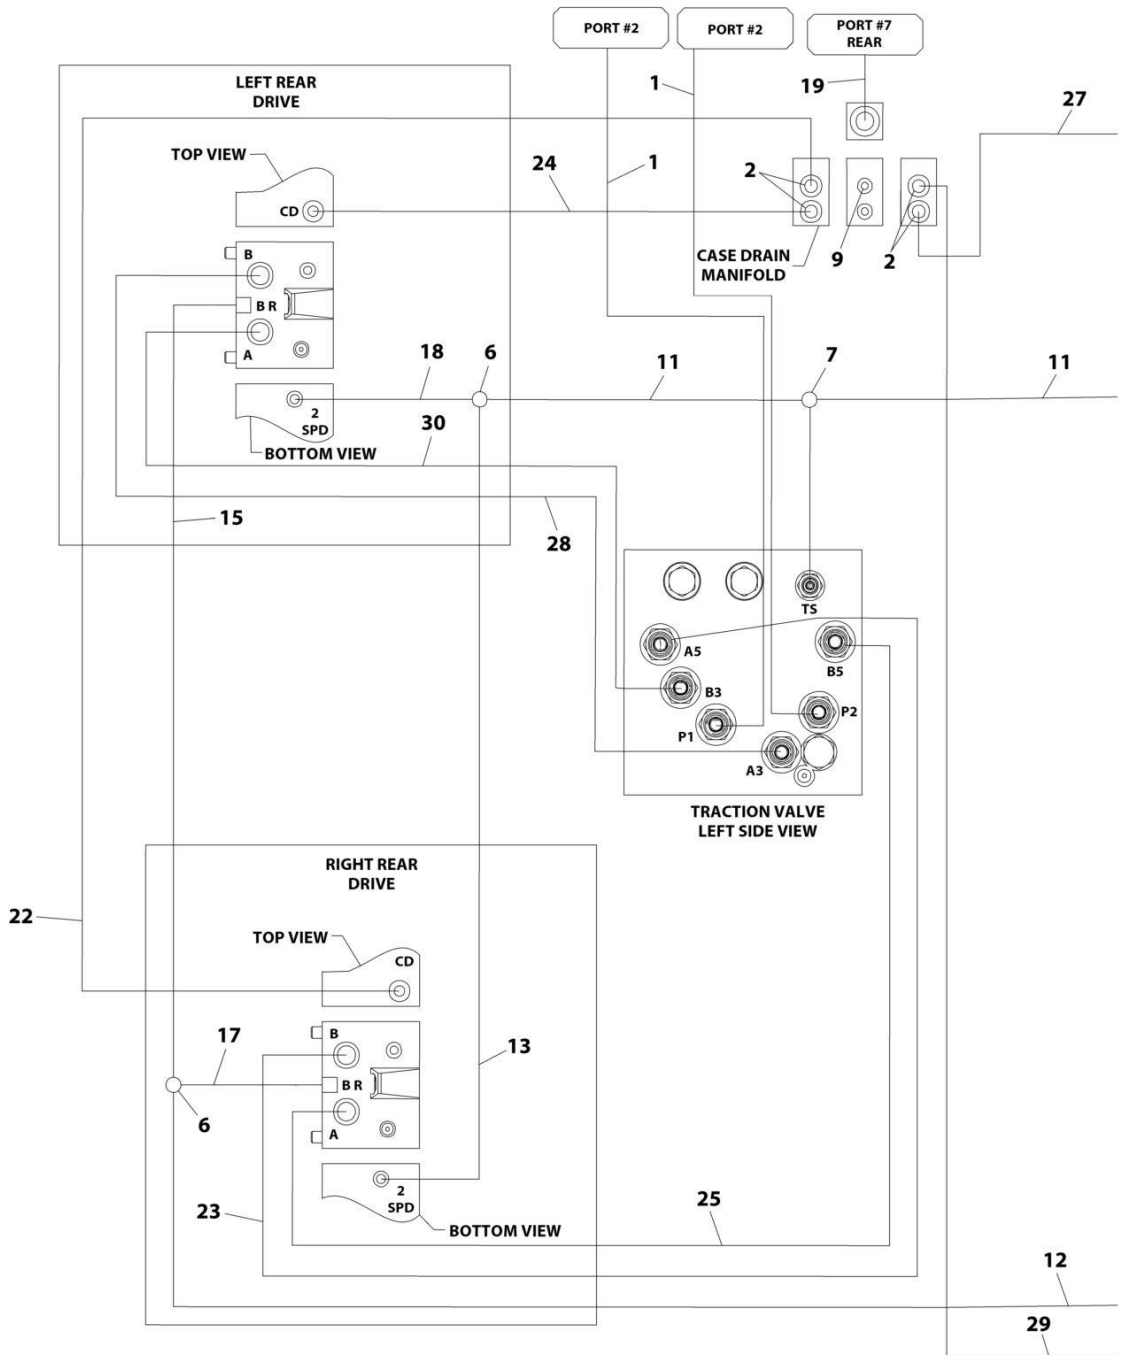 PORT #2
PORT #2
PORT #7
REAR
19
27
LEFT REAR
DRIVE
1
1
TOP VIEW
24
2
CD
CASE DRAIN
MANIFOLD
9
2
B
B R
A
18
6
11
7
11
2
SPD
30
BOTTOM VIEW
15
28
TS
A5
B5
B3
P2
P1
A3
TRACTION VALVE
LEFT SIDE VIEW
RIGHT REAR
DRIVE
22
TOP VIEW
CD
17
B
13
B R
6
A
2
SPD
23
25
BOTTOM VIEW
12
29